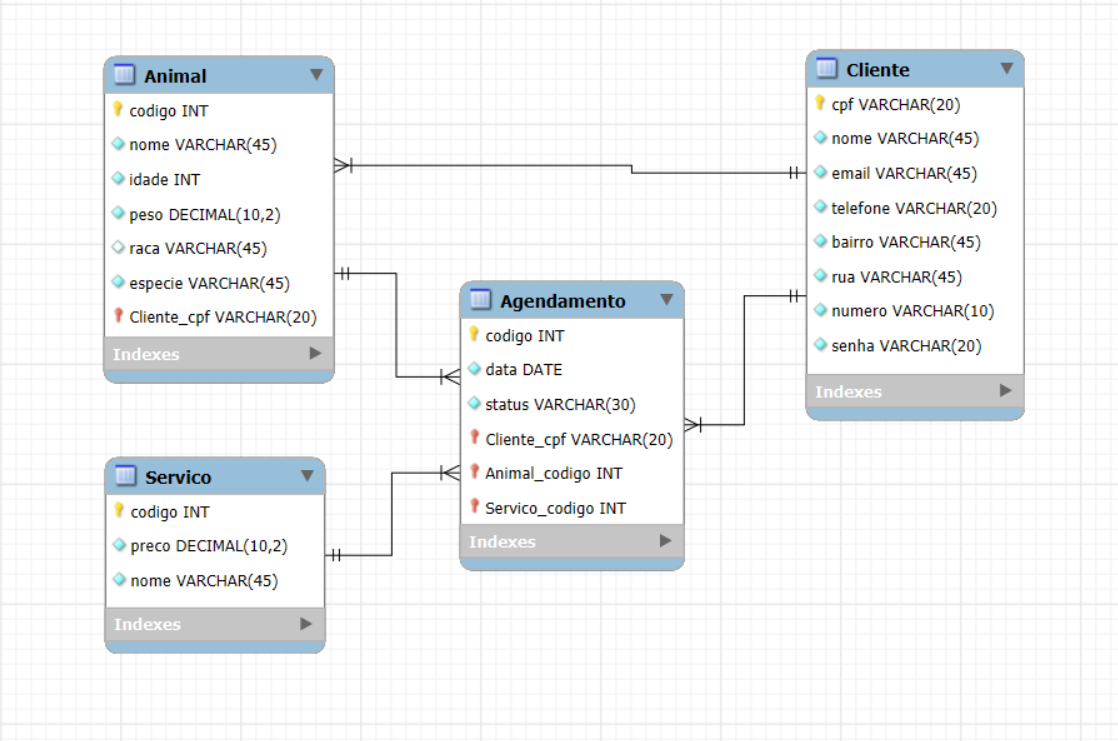 Animal
codigo INT
nome VARCHAR(45)
idade INT
peso DECIMAL(10,2)
raca VARCHAR(45)
especie VARCHAR(45)
Cliente_cpf VARCHAR(20)
Indexes
Cliente
cpf VARCHAR(20)
nome VARCHAR(45)
email VARCHAR(45)
telefone VARCHAR(20)
bairro VARCHAR(45)
rua VARCHAR(45)
numero VARCHAR(10)
senha VARCHAR(20)
Indexes
Agendamento
codigo INT
data DATE
status VARCHAR(30)
Cliente_cpf VARCHAR(20)
Animal_codigo INT
Servico_codigo INT
Indexes
Servico
codigo INT
preco DECIMAL(10,2)
nome VARCHAR(45)
Indexes